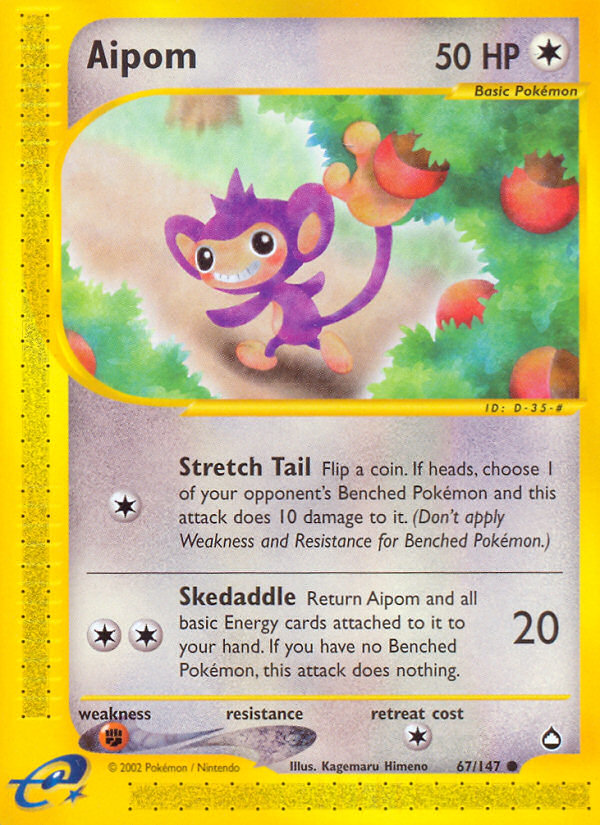 Aipom
50 HP
Basic Pokémon
ID: D-35-#
Stretch Tail Flip a coin. If heads, choose 1
of your opponent's Benched Pokémon and this
attack does 10 damage to it. (Don't apply
Weakness and Resistance for Benched Pokémon.)
Skedaddle Return Aipom and all
basic Energy cards attached to it to
your hand. If you have no Benched
Pokémon, this attack does nothing.
20
weakness resistance retreat cost
© 2002 Pokémon / Nintendo Illus. Kagemaru Himeno 67/147
e